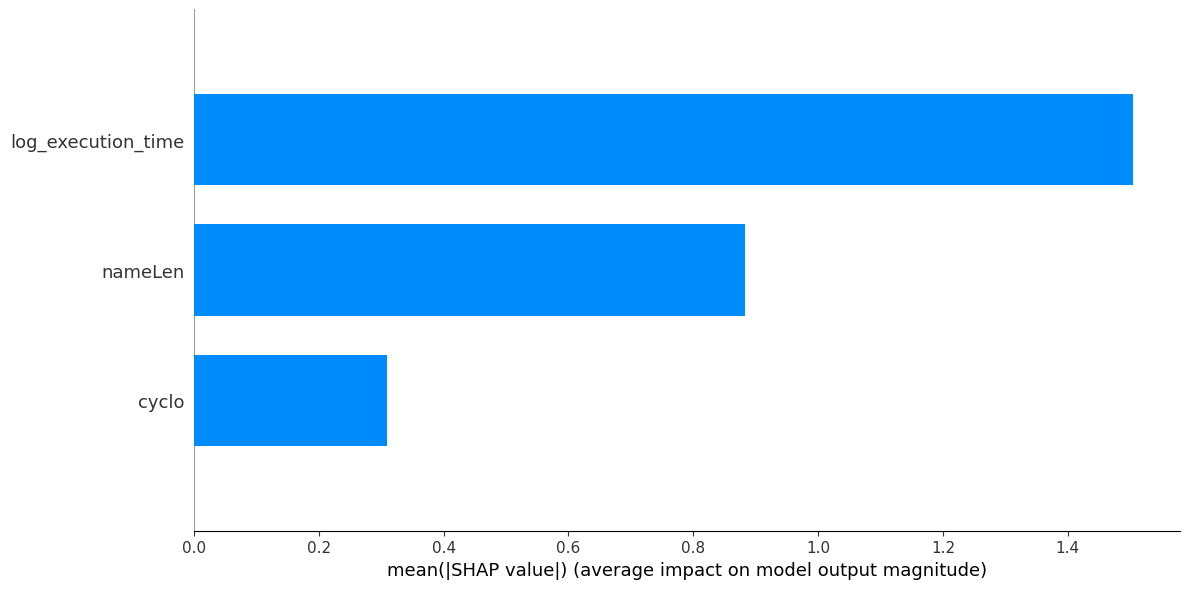 log_execution_time
nameLen
cyclo
0.0 0.2 0.4 0.6 0.8 1.0 1.2 1.4
mean(|SHAP value|) (average impact on model output magnitude)